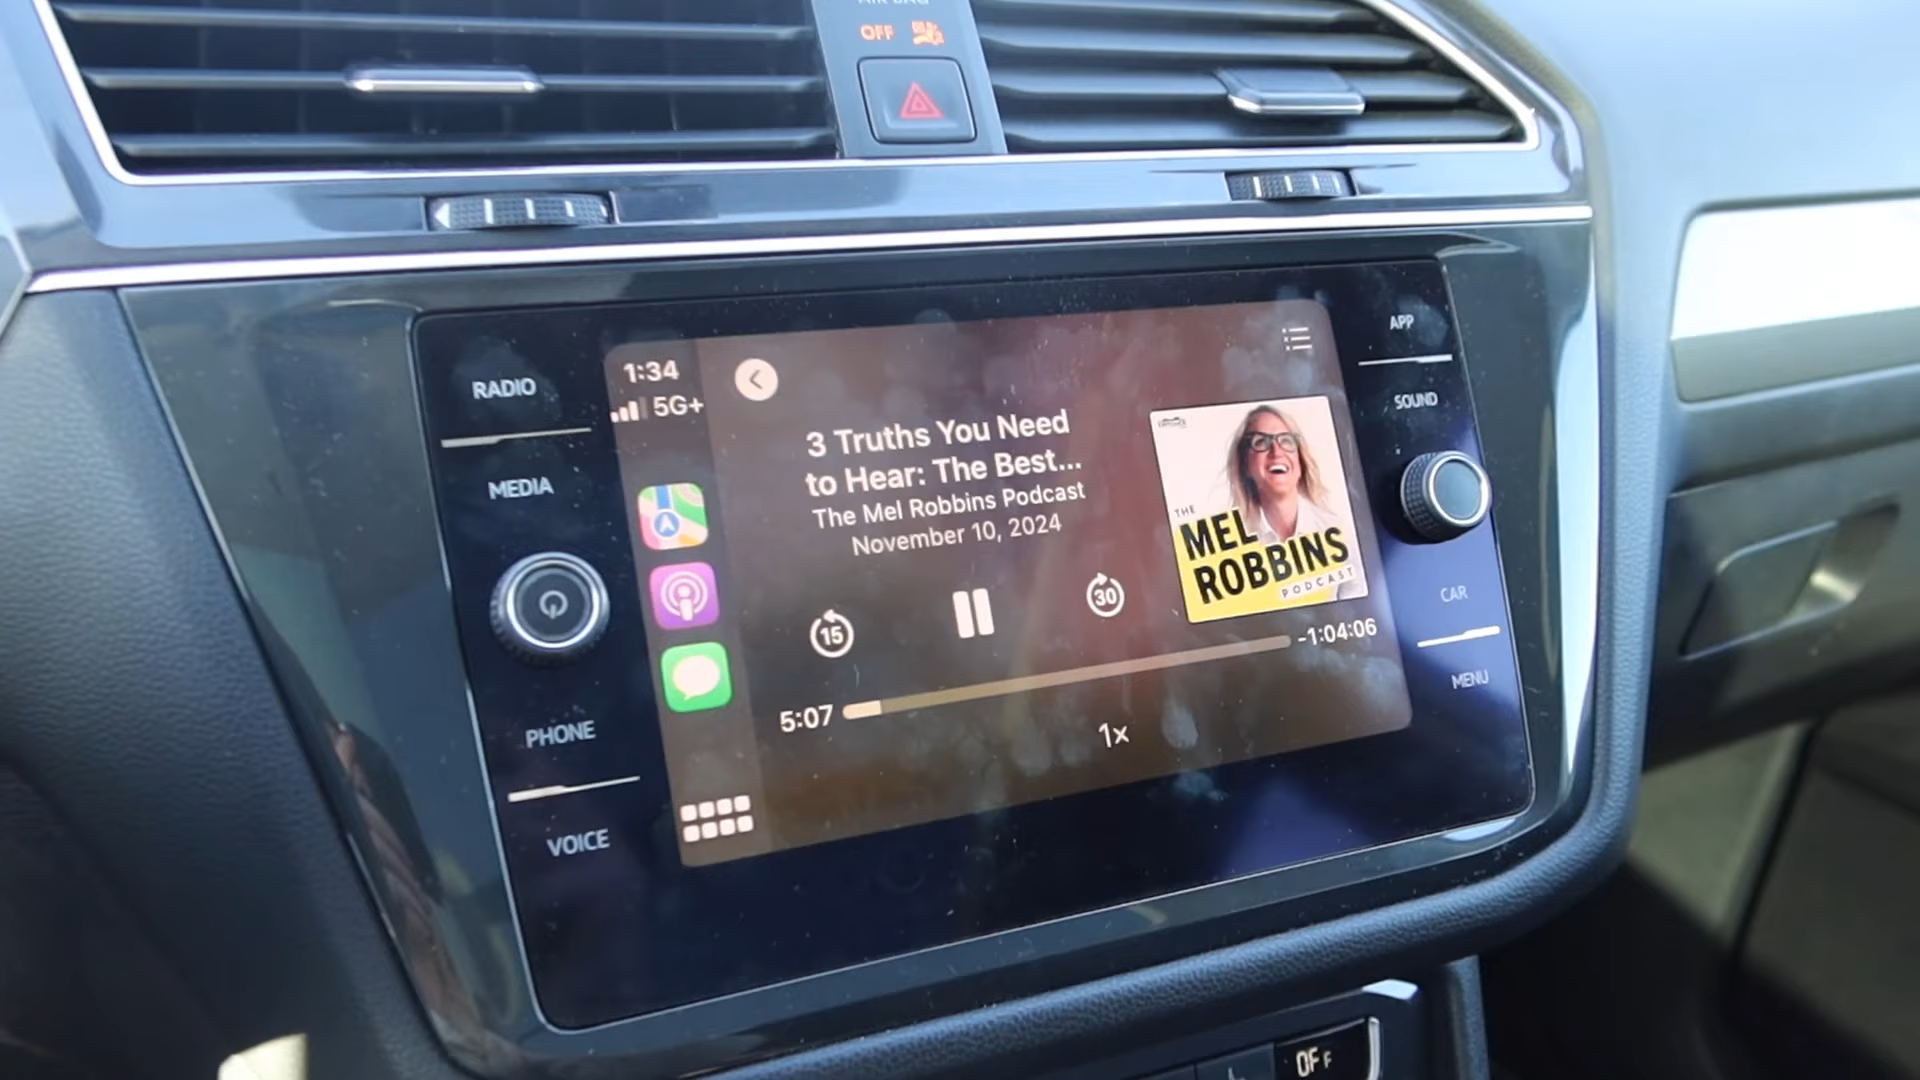 AIR BAG
OFF
RADIO
MEDIA
PHONE
VOICE
1:34
5G+
3 Truths You Need
to Hear: The Best...
The Mel Robbins Podcast
November 10, 2024
15
30
5:07
-1:04:06
1x
THE
MEL
ROBBINS
PODCAST
APP
SOUND
CAR
MENU
OFF